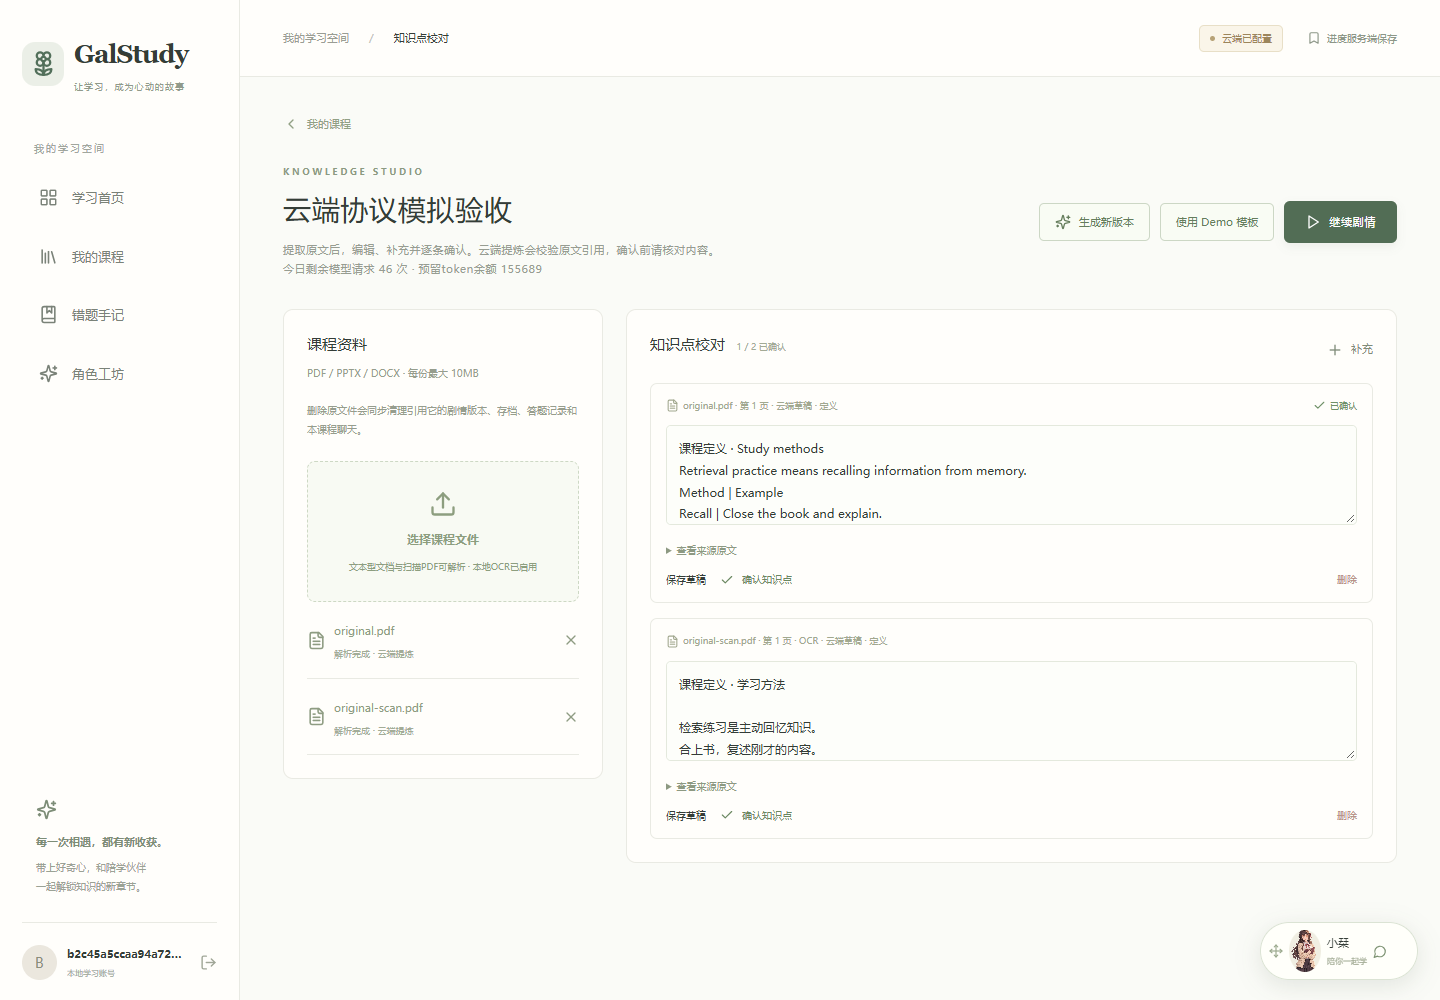 GalStudy
让学习，成为心动的故事
我的学习空间
学习首页
我的课程
错题手记
角色工坊
每一次相遇，都有新收获。
带上好奇心，和陪学伙伴
一起解锁知识的新章节。
B
b2c45a5ccaa94a72...
本地学习账号
我的学习空间 / 知识点校对
云端已配置
进度服务端保存
我的课程
KNOWLEDGE STUDIO
云端协议模拟验收
提取原文后，编辑、补充并逐条确认。云端提炼会校验原文引用，确认前请核对内容。
今日剩余模型请求 46 次 · 预留token余额 155689
生成新版本
使用 Demo 模板
继续剧情
课程资料
PDF / PPTX / DOCX · 每份最大 10MB
删除原文件会同步清理引用它的剧情版本、存档、答题记录和
本课程聊天。
选择课程文件
文本型文档与扫描PDF可解析 · 本地OCR已启用
original.pdf
解析完成 · 云端提炼
original-scan.pdf
解析完成 · 云端提炼
知识点校对 1 / 2 已确认
补充
original.pdf · 第 1 页 · 云端草稿 · 定义
已确认
课程定义 · Study methods
Retrieval practice means recalling information from memory.
Method | Example
Recall | Close the book and explain.
查看来源原文
保存草稿 确认知识点 删除
original-scan.pdf · 第 1 页 · OCR · 云端草稿 · 定义
课程定义 · 学习方法
检索练习是主动回忆知识。
合上书，复述刚才的内容。
查看来源原文
保存草稿 确认知识点 删除
小栞
陪你一起学